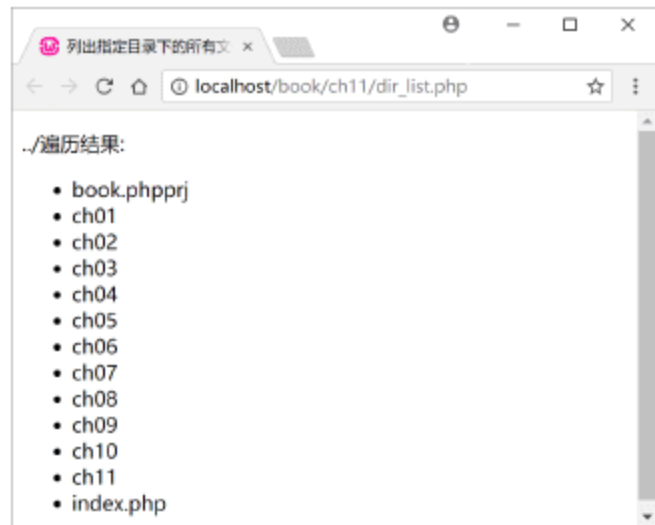 列出指定目录下的所有文
localhost/book/ch11/dir_list.php
../遍历结果:
book.phpprj
ch01
ch02
ch03
ch04
ch05
ch06
ch07
ch08
ch09
ch10
ch11
index.php